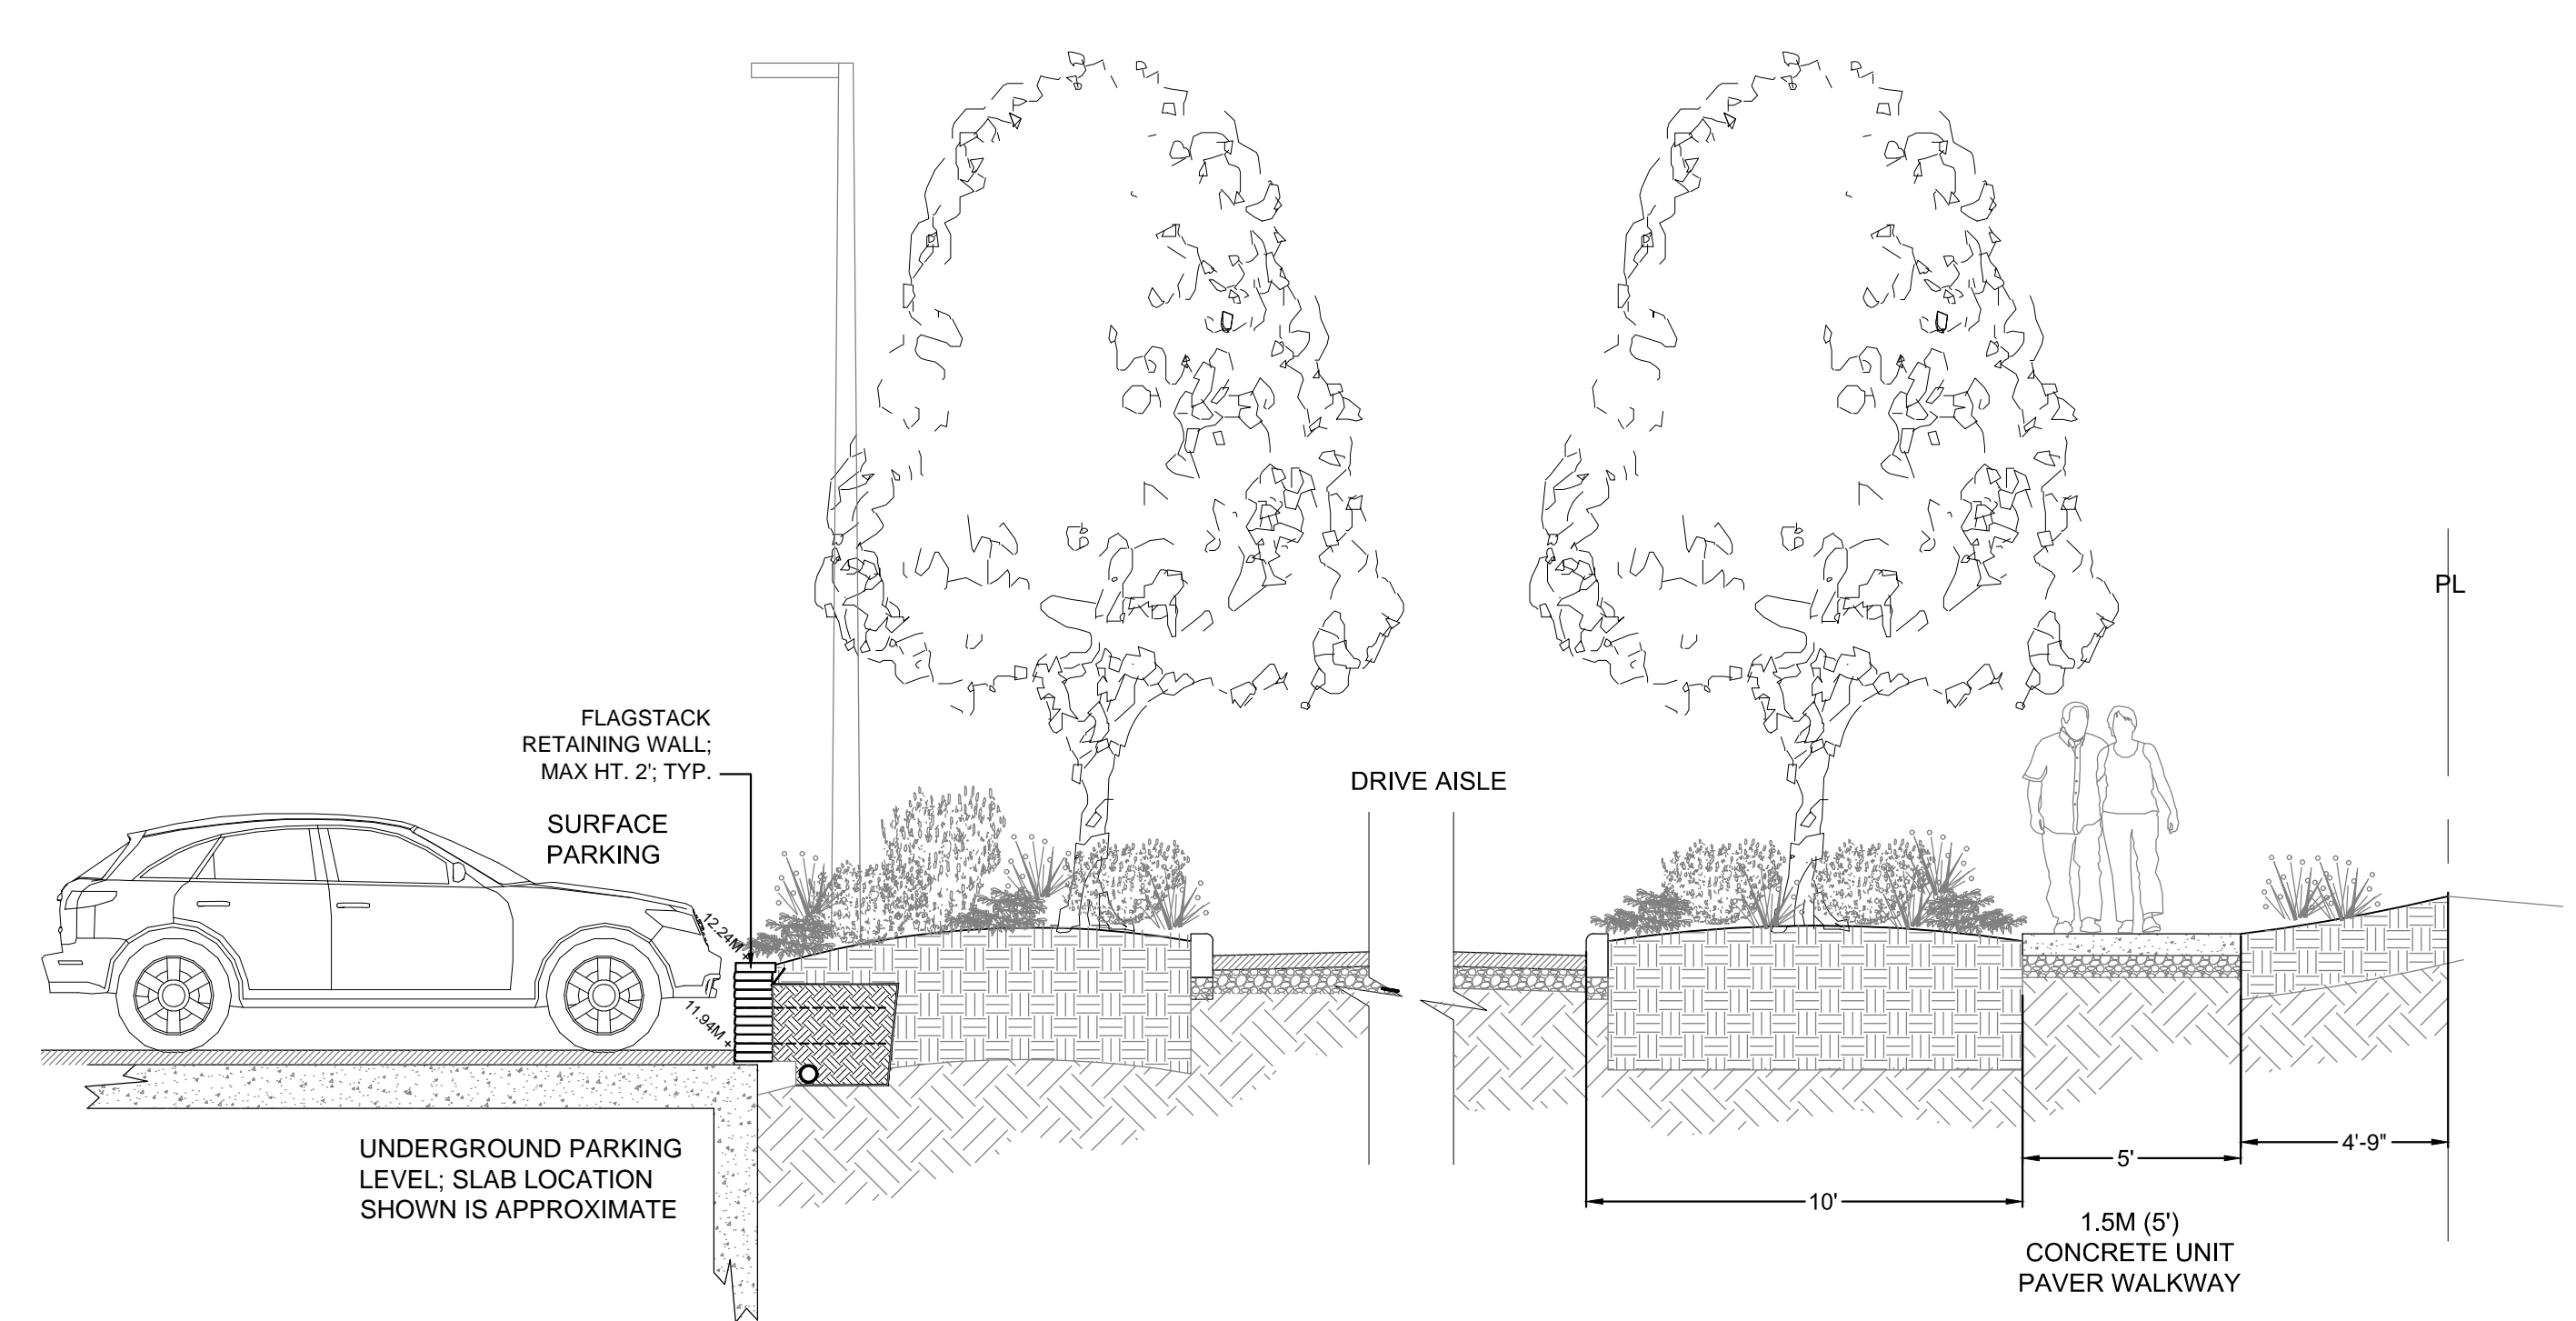 PL
FLAGSTACK
RETAINING WALL;
MAX HT. 2'; TYP.
DRIVE AISLE
SURFACE
PARKING
12.24M
11.94M
UNDERGROUND PARKING
LEVEL; SLAB LOCATION
SHOWN IS APPROXIMATE
4'-9"
5'
10'
1.5M (5')
CONCRETE UNIT
PAVER WALKWAY